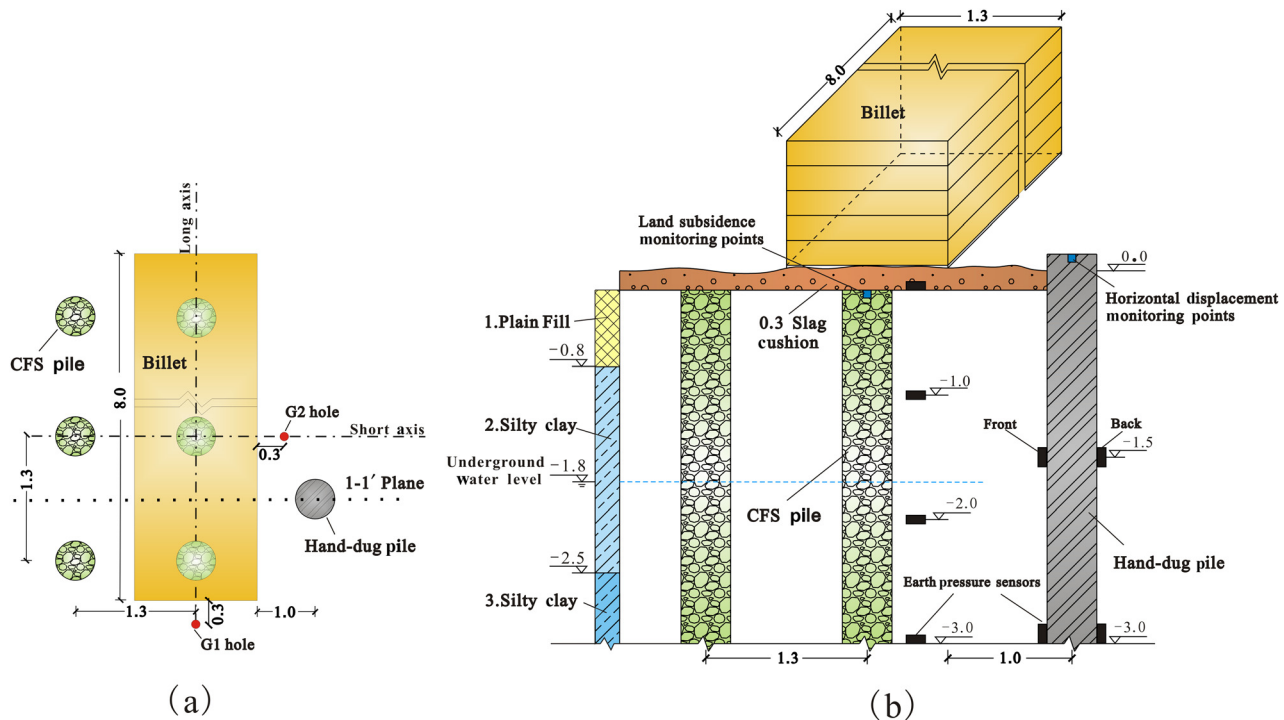 Long axis
CFS pile
Billet
8.0
G2 hole
Short axis
0.3
1.3
1-1′ Plane
Hand-dug pile
1.3
0.3
1.0
G1 hole
(a)
1.3
8.0
Billet
Land subsidence
monitoring points
0.0
Horizontal displacement
monitoring points
1.Plain Fill
0.3 Slag
cushion
−0.8
−1.0
2.Silty clay
Front
Back
−1.5
Underground
water level
−1.8
CFS pile
−2.0
Hand-dug pile
−2.5
Earth pressure sensors
3.Silty clay
−3.0
−3.0
1.3
1.0
(b)